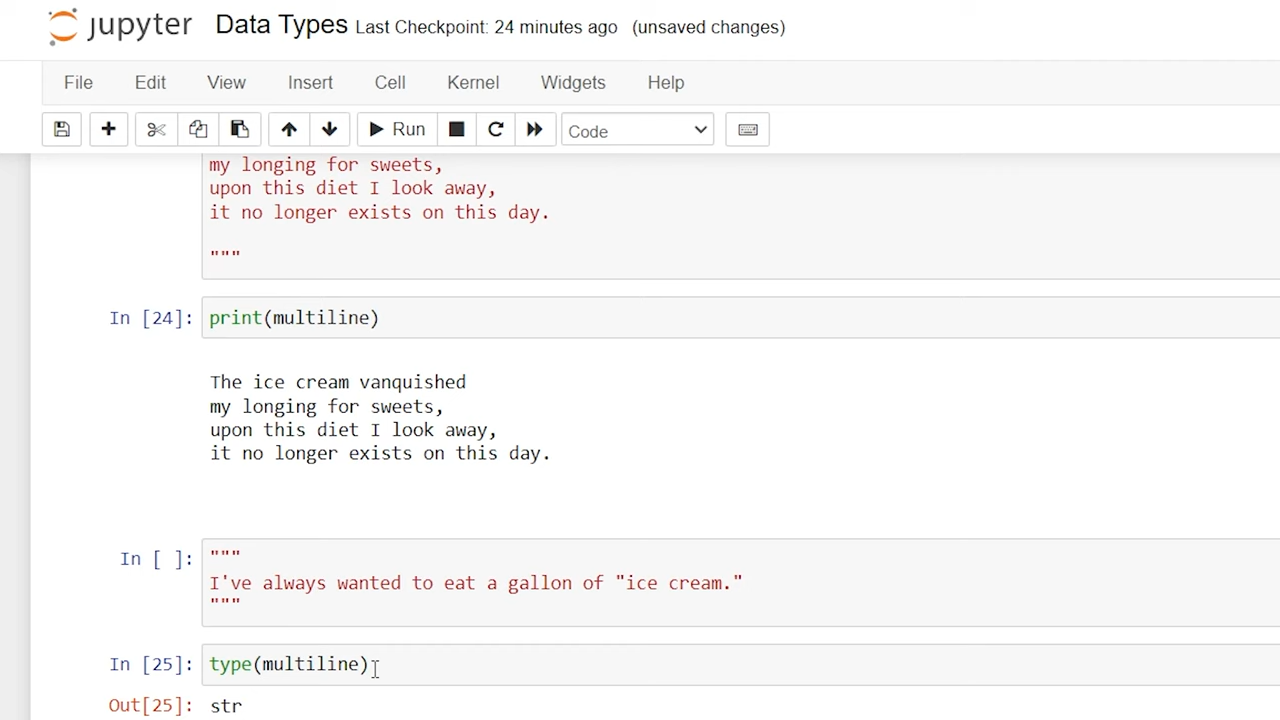 jupyter Data Types Last Checkpoint: 24 minutes ago (unsaved changes)
File Edit View Insert Cell Kernel Widgets Help
Run Code
my longing for sweets,
upon this diet I look away,
it no longer exists on this day.
"""
In [24]: print(multiline)
The ice cream vanquished
my longing for sweets,
upon this diet I look away,
it no longer exists on this day.
In [ ]: """
I've always wanted to eat a gallon of "ice cream."
"""
In [25]: type(multiline)
Out[25]: str